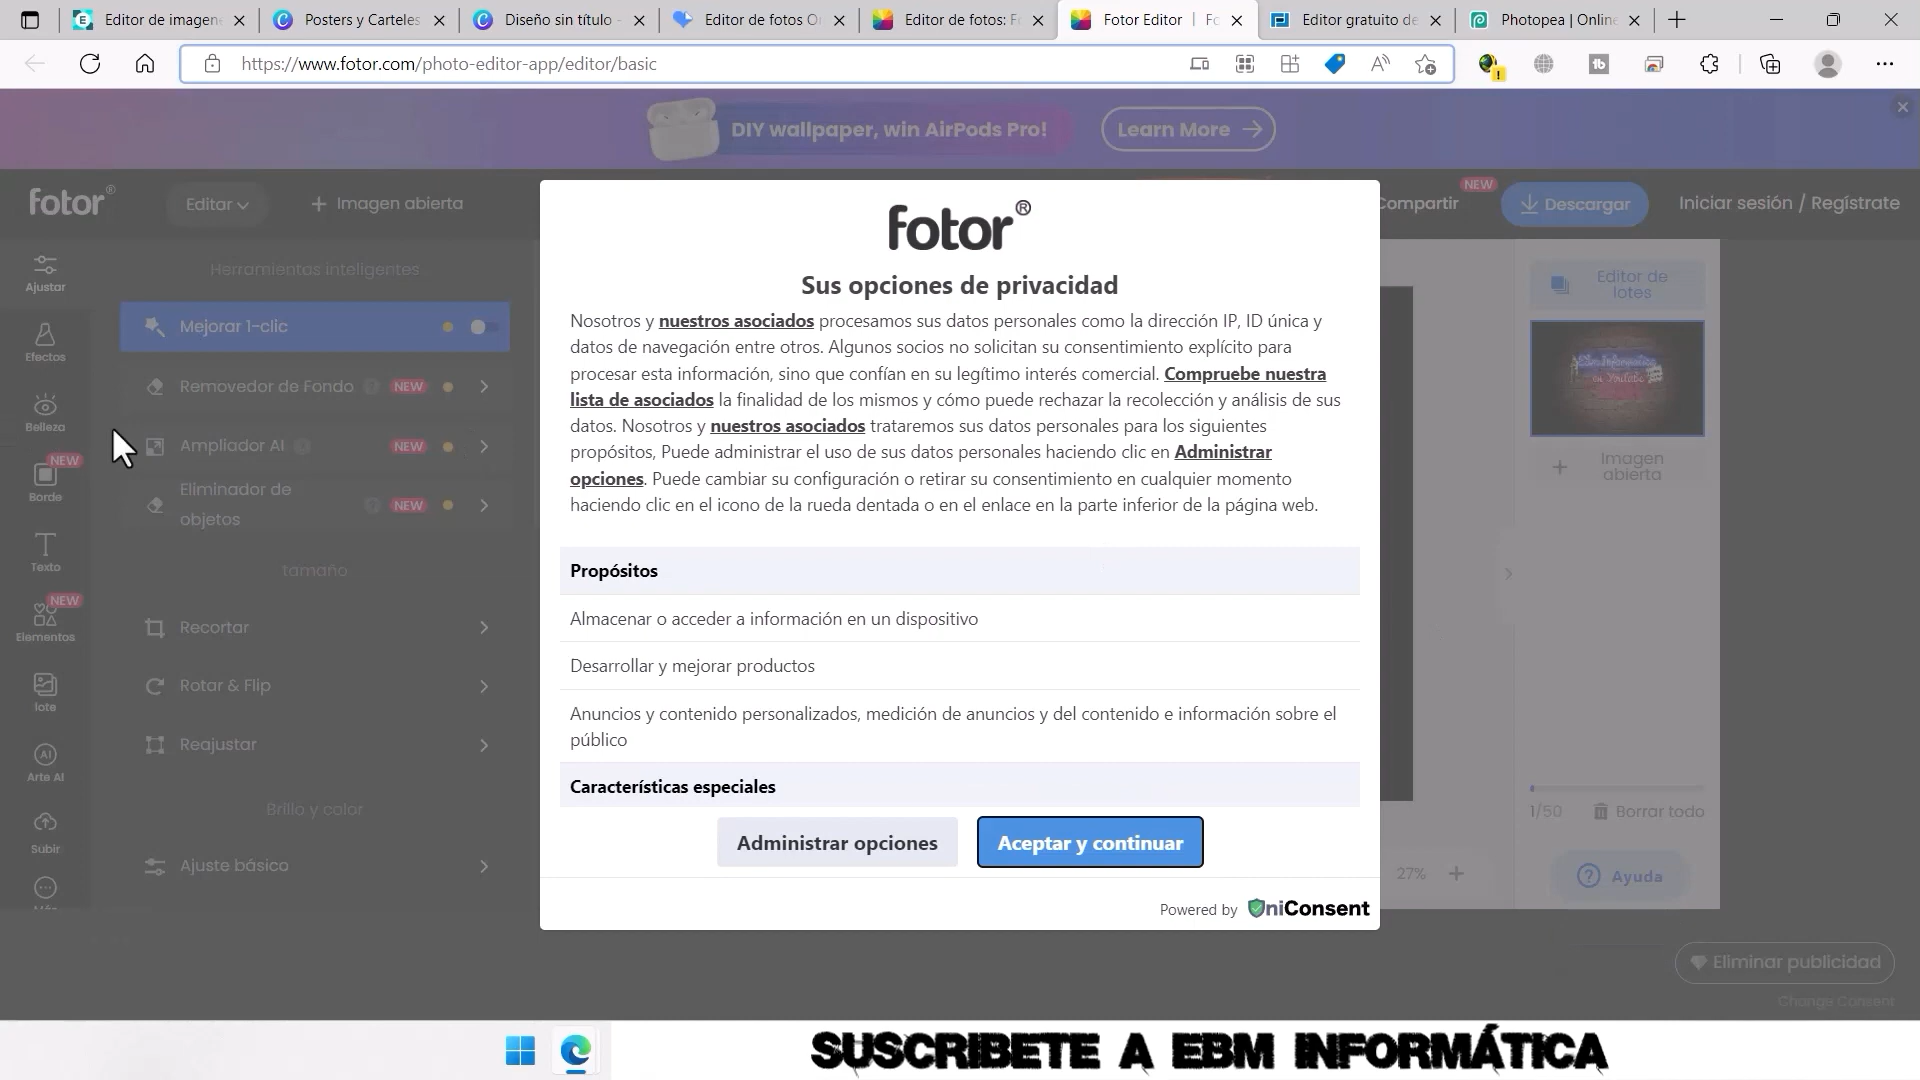 Editor de imagene
Posters y Carteles
Diseño sin título -
Editor de fotos O
Editor de fotos: F
Fotor Editor | Fo
Editor gratuito de
Photopea | Online
https://www.fotor.com/photo-editor-app/editor/basic
DIY wallpaper, win AirPods Pro!
Learn More
fotor®
Editar
Imagen abierta
Compartir
NEW
Descargar
Iniciar sesión / Regístrate
Ajustar
Efectos
Belleza
NEW
Borde
Texto
NEW
Elementos
lote
AI
Arte AI
Subir
Herramientas inteligentes
Mejorar 1-clic
Removedor de Fondo
NEW
Ampliador AI
NEW
Eliminador de
objetos
NEW
tamaño
Recortar
Rotar & Flip
Reajustar
Brillo y color
Ajuste básico
fotor®
Sus opciones de privacidad
Nosotros y nuestros asociados procesamos sus datos personales como la dirección IP, ID única y
datos de navegación entre otros. Algunos socios no solicitan su consentimiento explícito para
procesar esta información, sino que confían en su legítimo interés comercial. Compruebe nuestra
lista de asociados la finalidad de los mismos y cómo puede rechazar la recolección y análisis de sus
datos. Nosotros y nuestros asociados trataremos sus datos personales para los siguientes
propósitos, Puede administrar el uso de sus datos personales haciendo clic en Administrar
opciones. Puede cambiar su configuración o retirar su consentimiento en cualquier momento
haciendo clic en el icono de la rueda dentada o en el enlace en la parte inferior de la página web.
Propósitos
Almacenar o acceder a información en un dispositivo
Desarrollar y mejorar productos
Anuncios y contenido personalizados, medición de anuncios y del contenido e información sobre el
público
Características especiales
Administrar opciones
Aceptar y continuar
Powered by UniConsent
Editor de
lotes
Imagen
abierta
1/50
Borrar todo
27%
Ayuda
Eliminar publicidad
Change Consent
SUSCRIBETE A EBM INFORMÁTICA